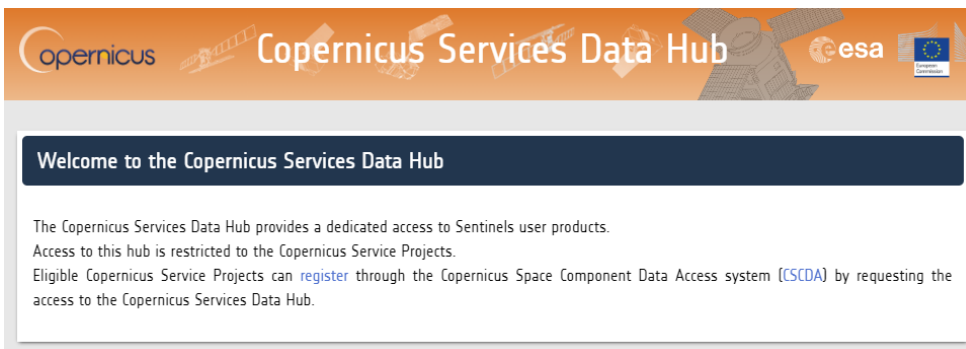 opernicus
Copernicus Services Data Hub
esa
European
Commission
Welcome to the Copernicus Services Data Hub
The Copernicus Services Data Hub provides a dedicated access to Sentinels user products.
Access to this hub is restricted to the Copernicus Service Projects.
Eligible Copernicus Service Projects can register through the Copernicus Space Component Data Access system (CSCDA) by requesting the
access to the Copernicus Services Data Hub.